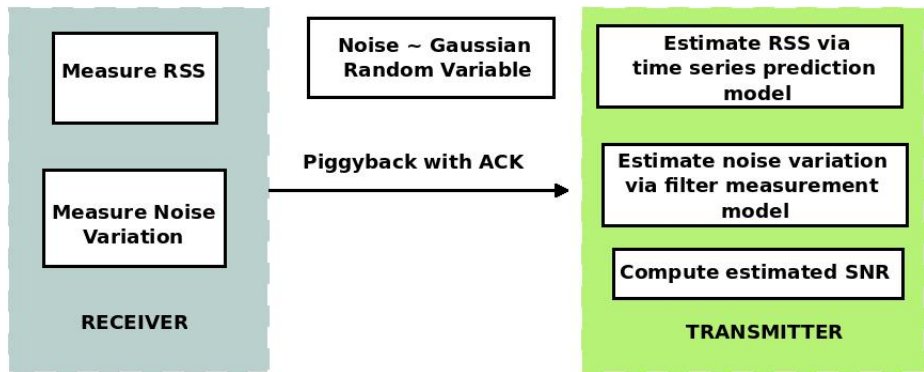 Measure RSS
Measure Noise
Variation
RECEIVER
Noise ~ Gaussian
Random Variable
Piggyback with ACK
Estimate RSS via
time series prediction
model
Estimate noise variation
via filter measurement
model
Compute estimated SNR
TRANSMITTER